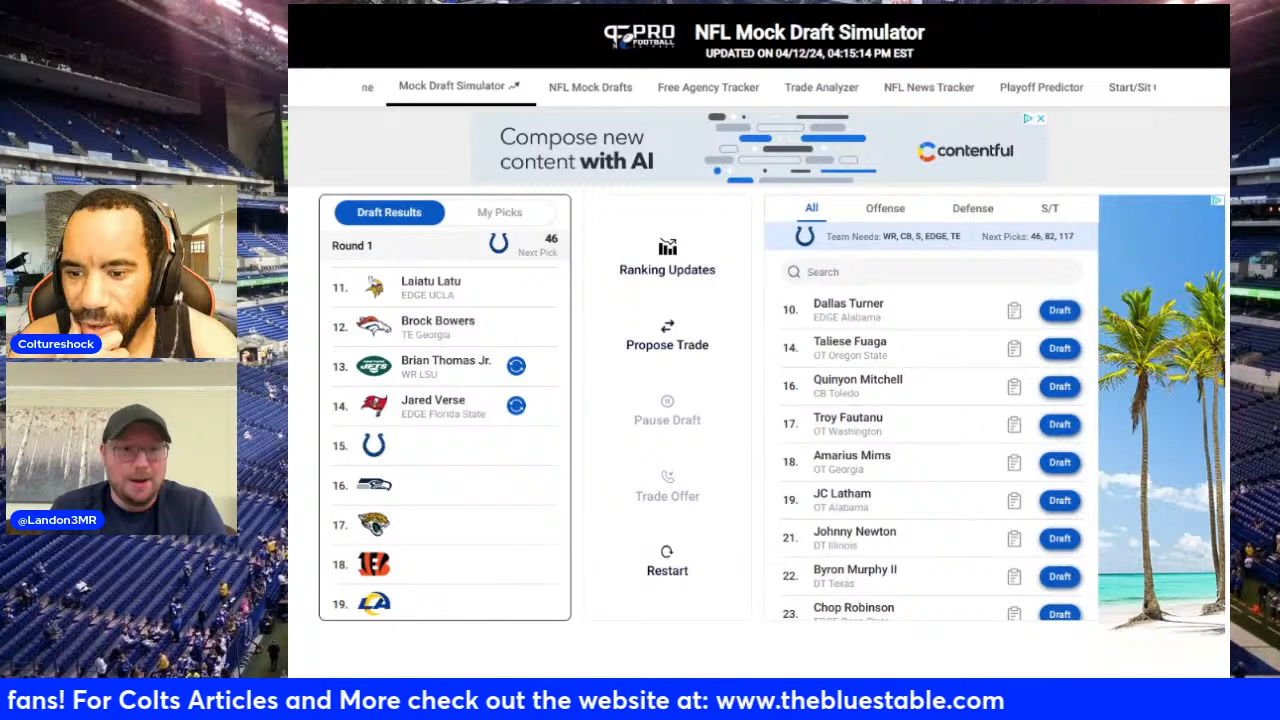 PRO
FOOTBALL
NFL Mock Draft Simulator
UPDATED ON 04/12/24, 04:15:14 PM EST
me
Mock Draft Simulator
NFL Mock Drafts
Free Agency Tracker
Trade Analyzer
NFL News Tracker
Playoff Predictor
Start/Sit
Compose new
content with AI
contentful
Draft Results
My Picks
Round 1
46
Next Pick
11.
Laiatu Latu
EDGE UCLA
12.
Brock Bowers
TE Georgia
13.
Brian Thomas Jr.
WR LSU
14.
Jared Verse
EDGE Florida State
15.
16.
17.
18.
19.
Ranking Updates
Propose Trade
Pause Draft
Trade Offer
Restart
All
Offense
Defense
S/T
Team Needs: WR, CB, S, EDGE, TE
Next Picks: 46, 82, 117
Search
10.
Dallas Turner
EDGE Alabama
Draft
14.
Taliese Fuaga
OT Oregon State
Draft
16.
Quinyon Mitchell
CB Toledo
Draft
17.
Troy Fautanu
OT Washington
Draft
18.
Amarius Mims
OT Georgia
Draft
19.
JC Latham
OT Alabama
Draft
21.
Johnny Newton
DT Illinois
Draft
22.
Byron Murphy II
DT Texas
Draft
23.
Chop Robinson
EDGE Penn State
Draft
Coltureshock
@Landon3MR
fans! For Colts Articles and More check out the website at: www.thebluestable.com